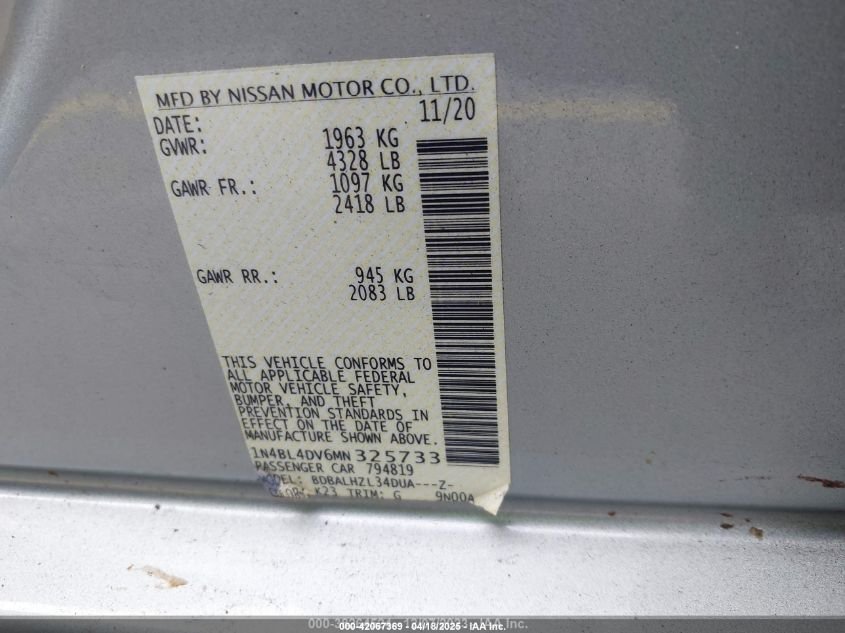 MFD BY NISSAN MOTOR CO., LTD.
DATE: 11/20
GVWR: 1963 KG
4328 LB
GAWR FR.: 1097 KG
2418 LB
GAWR RR.: 945 KG
2083 LB
THIS VEHICLE CONFORMS TO
ALL APPLICABLE FEDERAL
MOTOR VEHICLE SAFETY,
BUMPER, AND THEFT
PREVENTION STANDARDS IN
EFFECT ON THE DATE OF
MANUFACTURE SHOWN ABOVE.
1N4BL4DV6MN325733
PASSENGER CAR 794819
MODEL: BDBALHZL34DUA---Z-
COLOR: K23 TRIM: G 9N00A
000-42067369 04/18/2025 - IAA Inc.